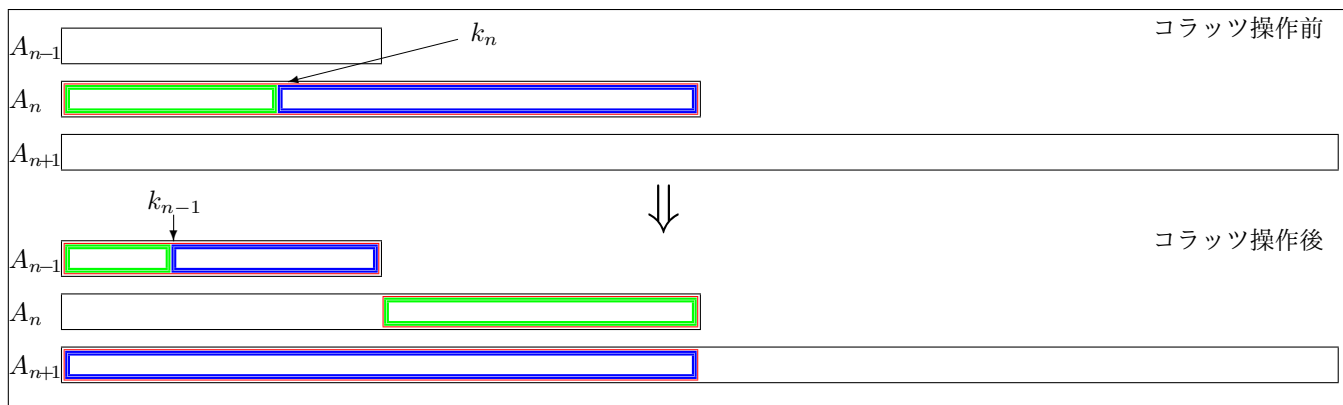 コラッツ操作前
A_{n-1}
k_n
A_n
A_{n+1}
⇓
k_{n-1}
コラッツ操作後
A_{n-1}
A_n
A_{n+1}